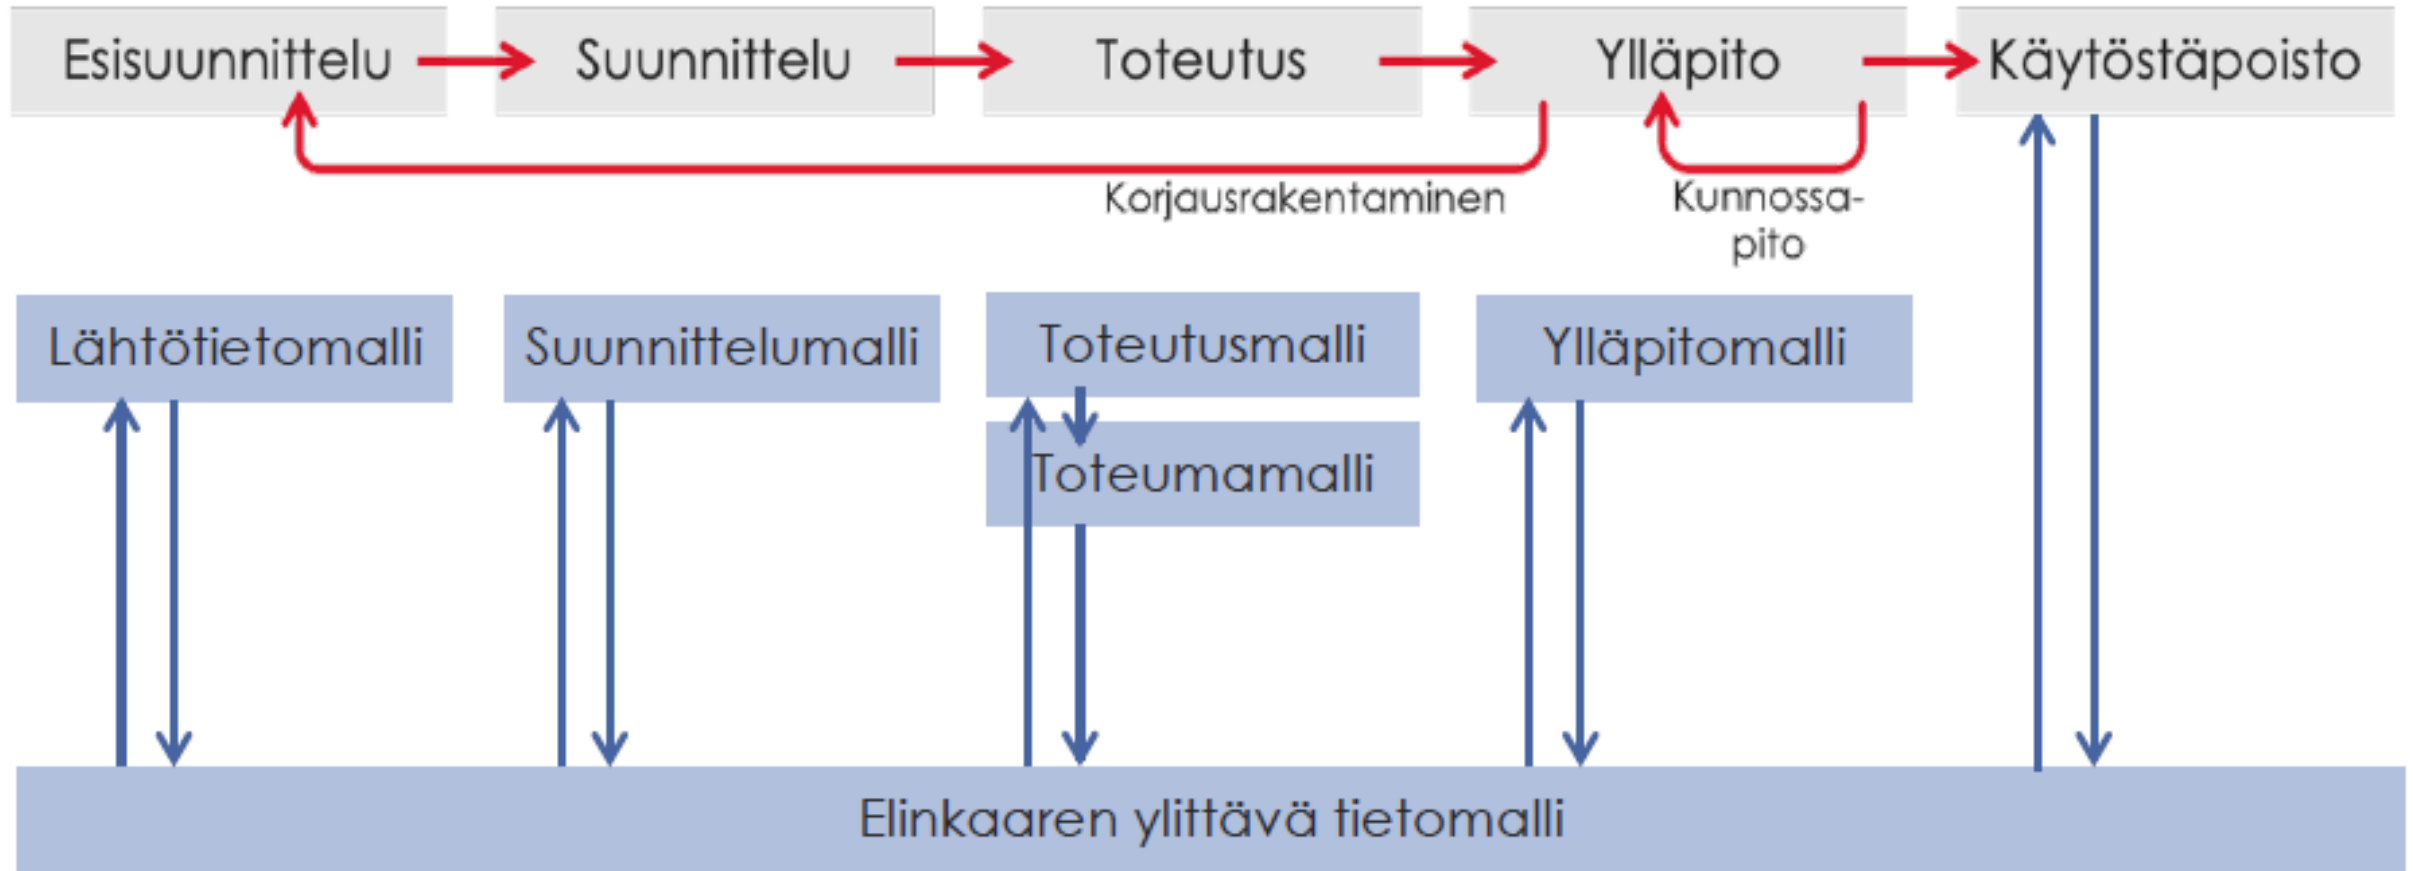 Esisuunnittelu
Suunnittelu
Toteutus
Ylläpito
Käytöstäpoisto
Korjausrakentaminen
Kunnossa-
pito
Lähtötietomalli
Suunnittelumalli
Toteutusmalli
Ylläpitomalli
Toteumamalli
Elinkaaren ylittävä tietomalli